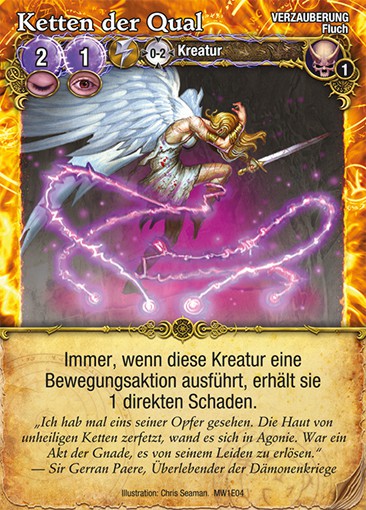 Ketten der Qual
VERZAUBERUNG
Fluch
2 1 0-2 Kreatur 1
Immer, wenn diese Kreatur eine
Bewegungsaktion ausführt, erhält sie
1 direkten Schaden.
„Ich hab mal eins seiner Opfer gesehen. Die Haut von
unheiligen Ketten zerfetzt, wand es sich in Agonie. War ein
Akt der Gnade, es von seinem Leiden zu erlösen.“
— Sir Gerran Paere, Überlebender der Dämonenkriege
Illustration: Chris Seaman. MW1E04